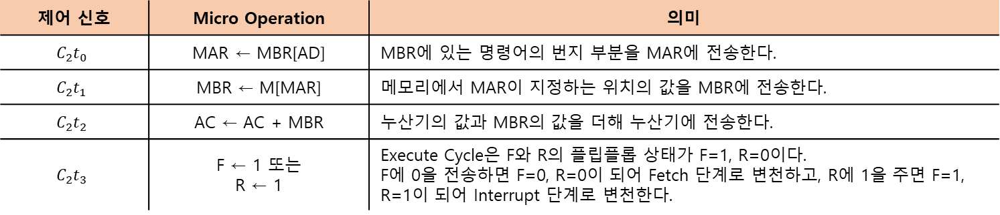 제어 신호 Micro Operation 의미
C₂t₀ MAR ← MBR[AD] MBR에 있는 명령어의 번지 부분을 MAR에 전송한다.
C₂t₁ MBR ← M[MAR] 메모리에서 MAR이 지정하는 위치의 값을 MBR에 전송한다.
C₂t₂ AC ← AC + MBR 누산기의 값과 MBR의 값을 더해 누산기에 전송한다.
C₂t₃
F ← 1 또는
R ← 1
Execute Cycle은 F와 R의 플립플롭 상태가 F=1, R=0이다.
F에 0을 전송하면 F=0, R=0이 되어 Fetch 단계로 변천하고, R에 1을 주면 F=1,
R=1이 되어 Interrupt 단계로 변천한다.